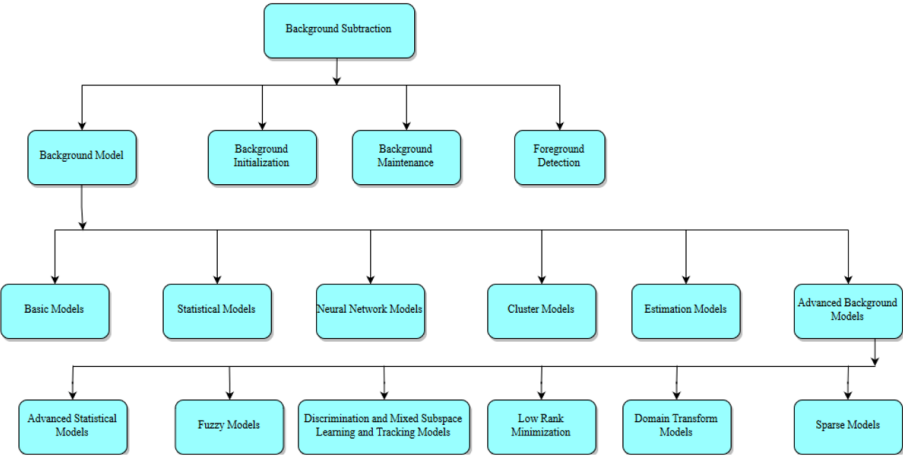 Background Subtraction
Background Model
Background
Initialization
Background
Maintenance
Foreground
Detection
Basic Models
Statistical Models
Neural Network Models
Cluster Models
Estimation Models
Advanced Background
Models
Advanced Statistical
Models
Fuzzy Models
Discrimination and Mixed Subspace
Learning and Tracking Models
Low Rank
Minimization
Domain Transform
Models
Sparse Models